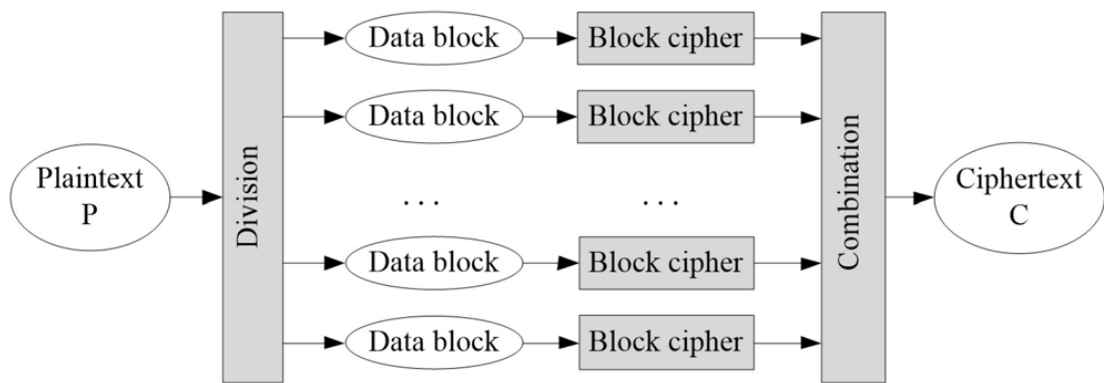 Data block
Block cipher
Data block
Block cipher
Plaintext
P
Division
. . .
. . .
Combination
Ciphertext
C
Data block
Block cipher
Data block
Block cipher